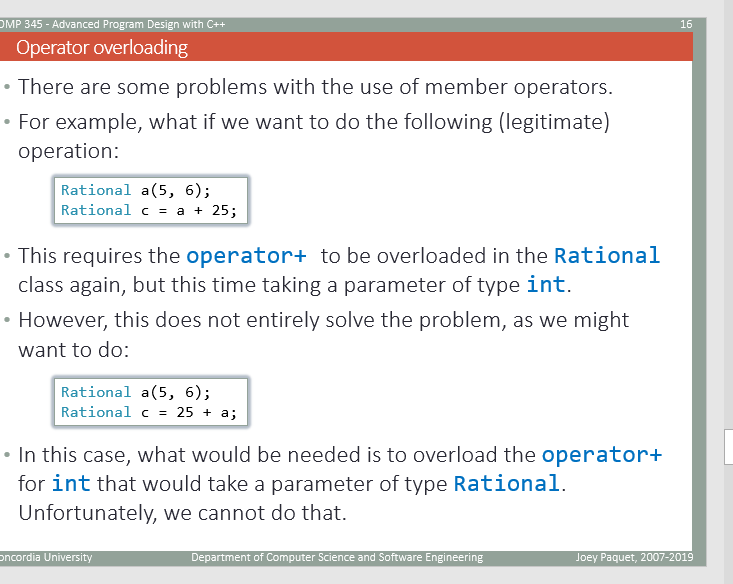 OMP 345 - Advanced Program Design with C++ 16
Operator overloading
• There are some problems with the use of member operators.
• For example, what if we want to do the following (legitimate)
operation:
Rational a(5, 6);
Rational c = a + 25;
• This requires the operator+ to be overloaded in the Rational
class again, but this time taking a parameter of type int.
• However, this does not entirely solve the problem, as we might
want to do:
Rational a(5, 6);
Rational c = 25 + a;
• In this case, what would be needed is to overload the operator+
for int that would take a parameter of type Rational.
Unfortunately, we cannot do that.
oncordia University Department of Computer Science and Software Engineering Joey Paquet, 2007-2019